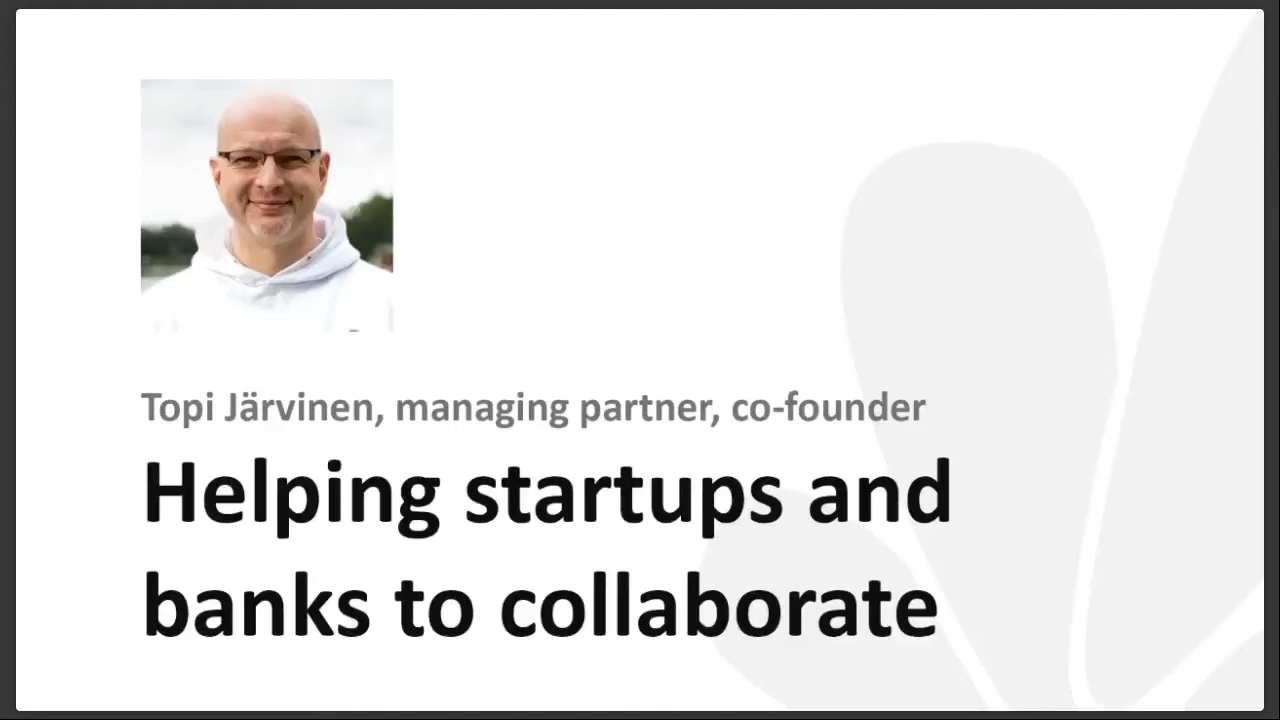 Topi Järvinen, managing partner, co-founder
Helping startups and
banks to collaborate